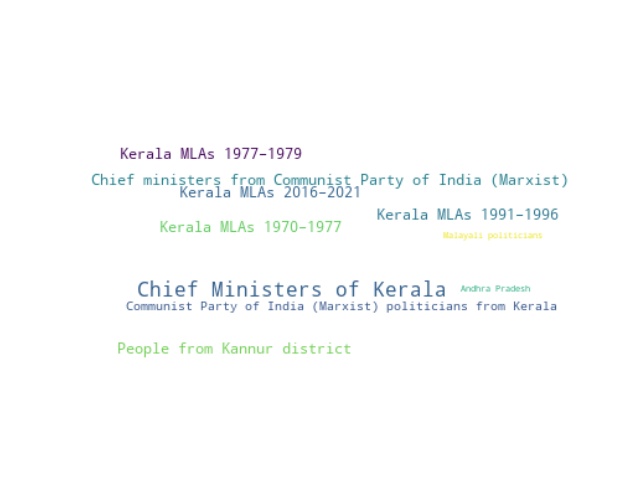 Kerala MLAs 1977–1979
Chief ministers from Communist Party of India (Marxist)
Kerala MLAs 2016–2021
Kerala MLAs 1991–1996
Kerala MLAs 1970–1977
Malayali politicians
Chief Ministers of Kerala
Andhra Pradesh
Communist Party of India (Marxist) politicians from Kerala
People from Kannur district